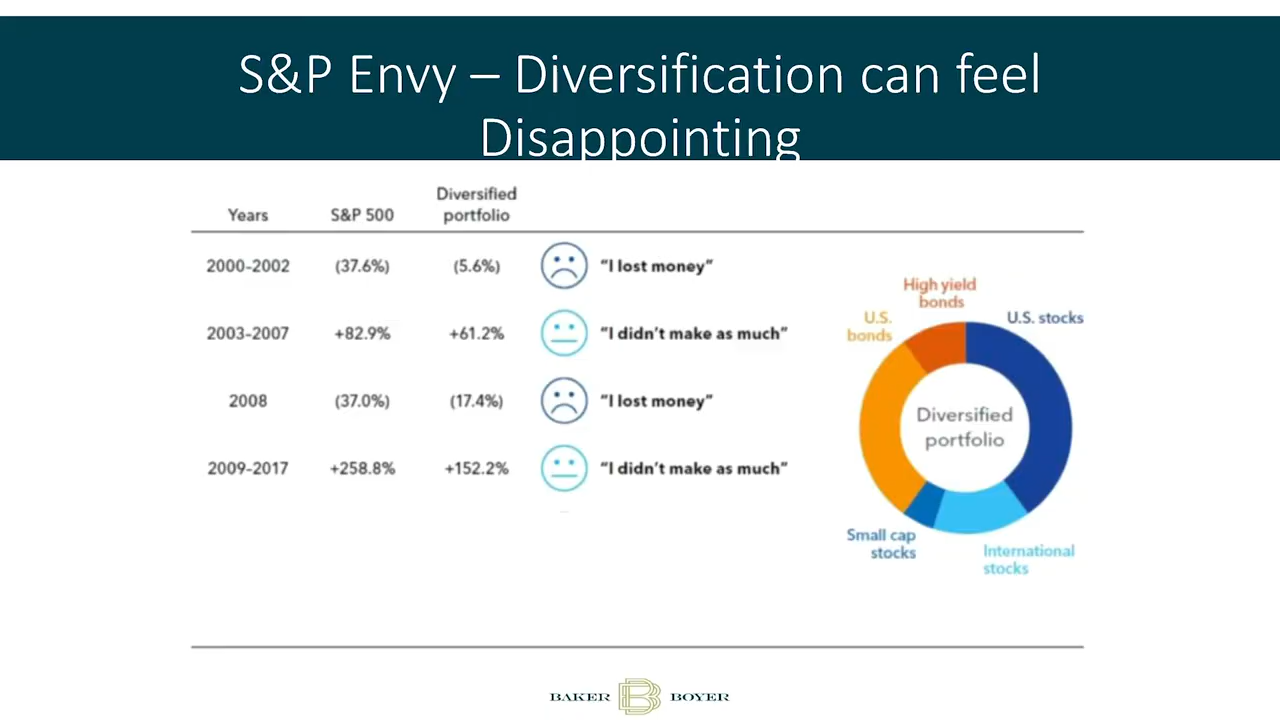 S&P Envy – Diversification can feel
Disappointing
Years S&P 500 Diversified
portfolio
2000-2002 (37.6%) (5.6%) “I lost money”
2003-2007 +82.9% +61.2% “I didn’t make as much”
2008 (37.0%) (17.4%) “I lost money”
2009-2017 +258.8% +152.2% “I didn’t make as much”
High yield
bonds
U.S.
bonds
U.S. stocks
Diversified
portfolio
Small cap
stocks
International
stocks
BAKER BOYER